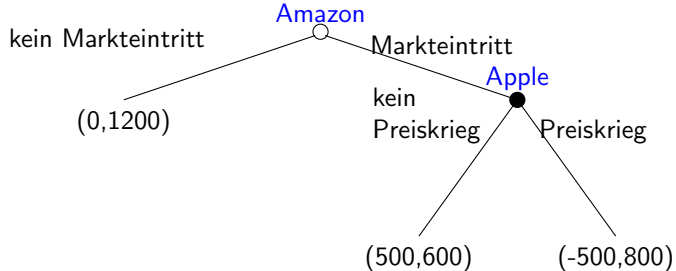 Amazon
kein Markteintritt
Markteintritt
Apple
kein
Preiskrieg
Preiskrieg
(0,1200)
(500,600)
(-500,800)